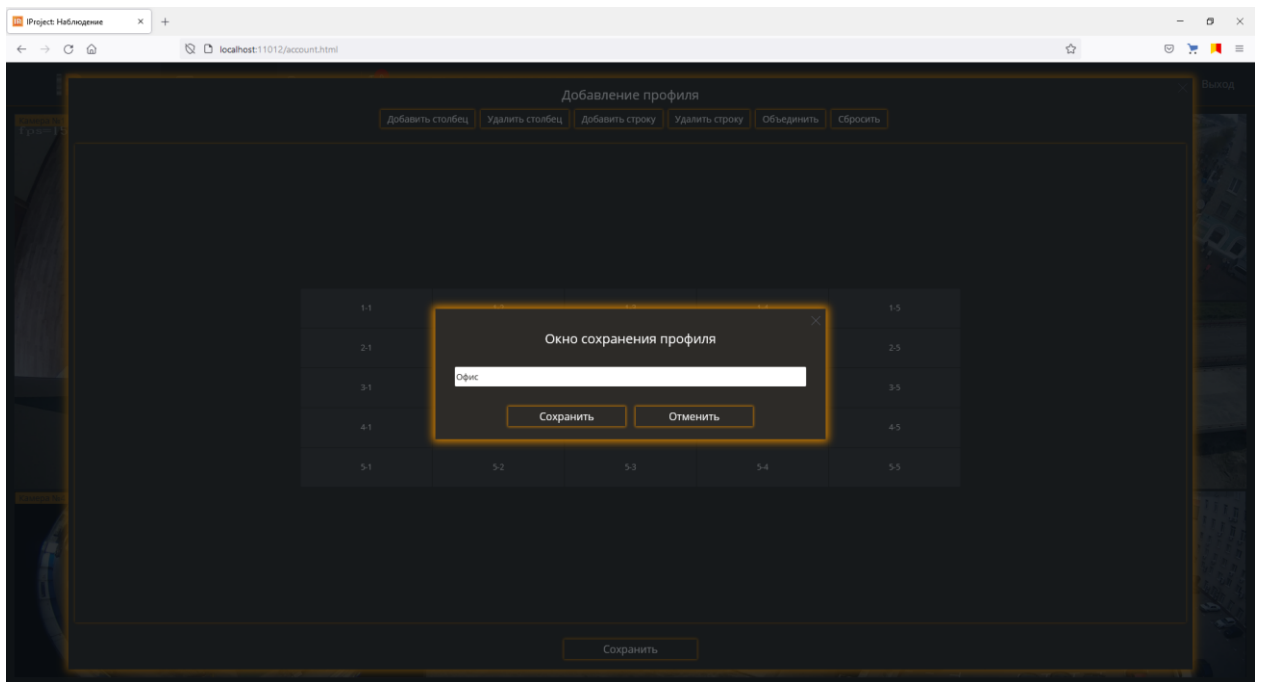 IProject: Наблюдение
localhost:11012/account.html
Выход
Добавление профиля
Добавить столбец Удалить столбец Добавить строку Удалить строку Объединить Сбросить
1-1 1-5
Окно сохранения профиля
2-1 2-5
Офис
3-1 3-5
Сохранить Отменить
4-1 4-5
5-1 5-2 5-3 5-4 5-5
Сохранить